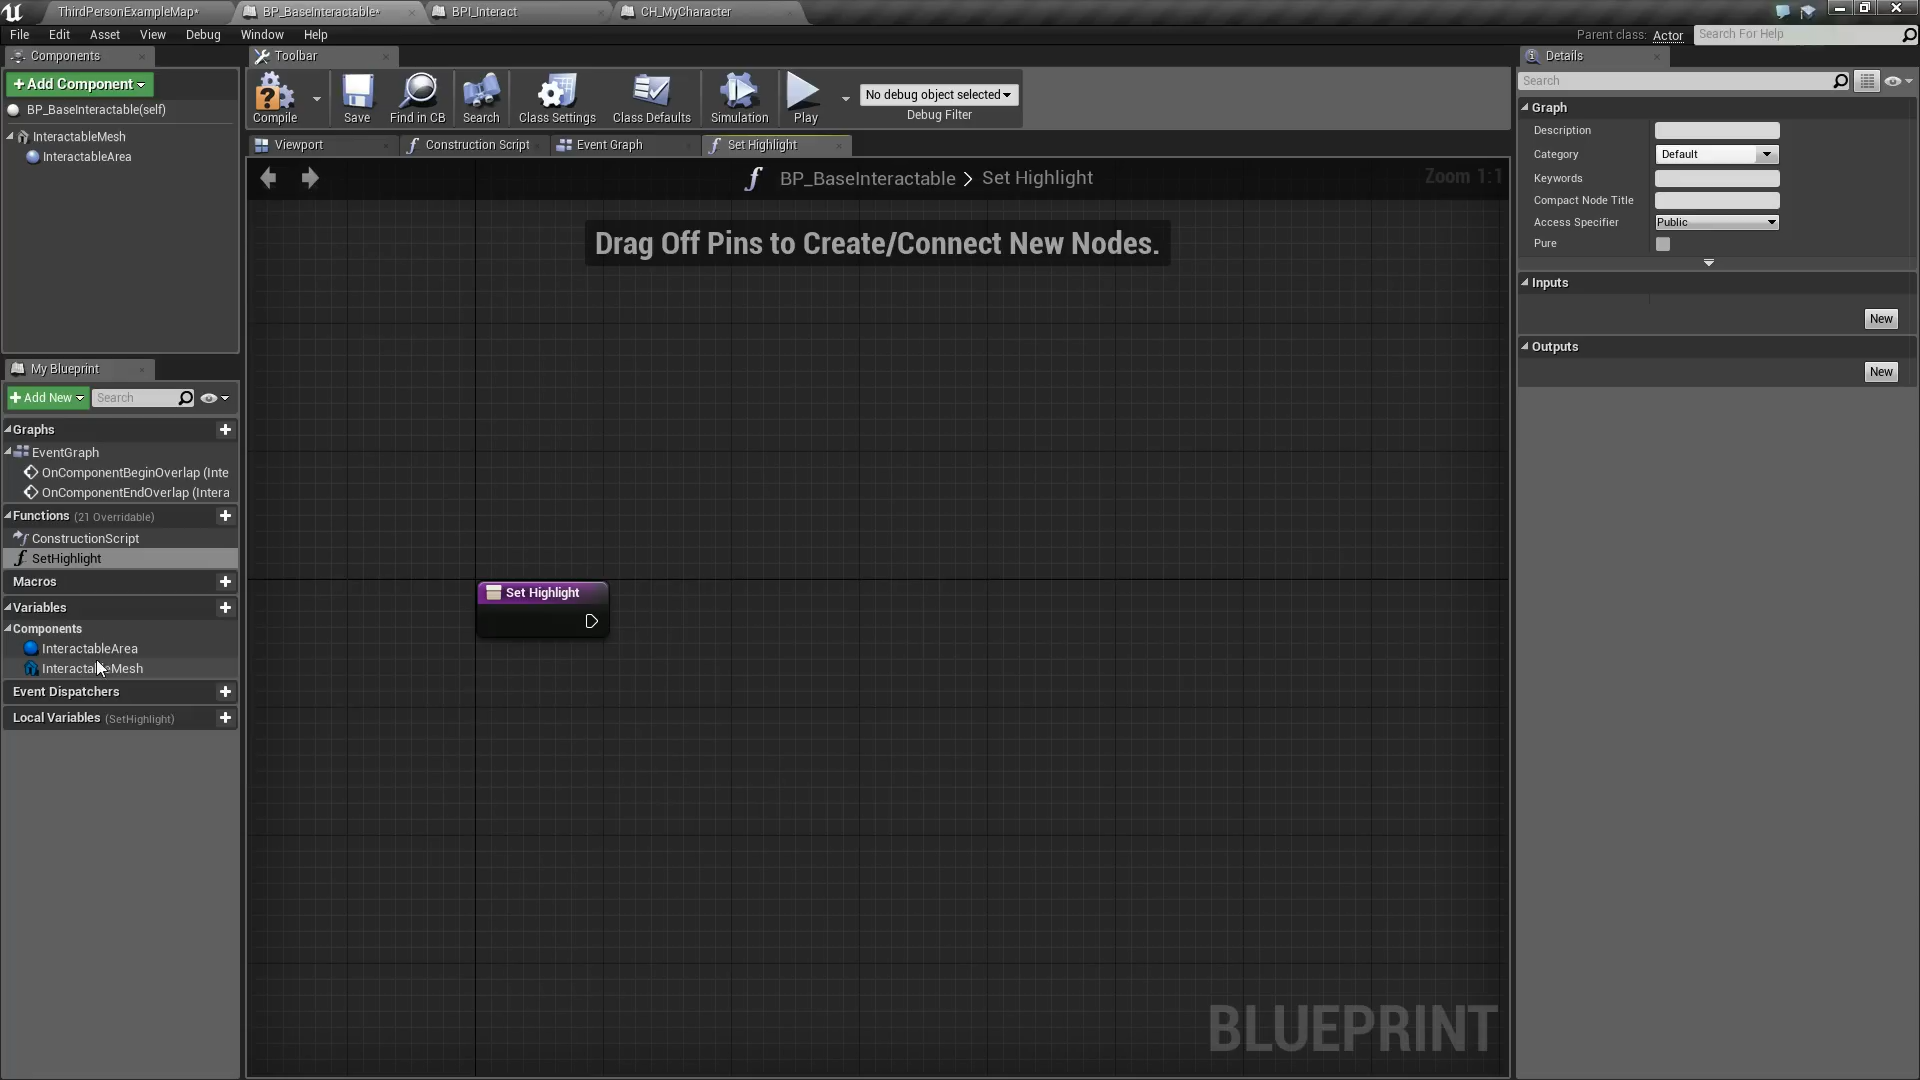 ThirdPersonExampleMap*
BP_BaseInteractable*
BPI_Interact
CH_MyCharacter
File
Edit
Asset
View
Debug
Window
Help
Parent class: Actor
Search For Help
Components
+ Add Component
BP_BaseInteractable(self)
InteractableMesh
InteractableArea
Toolbar
Compile
Save
Find in CB
Search
Class Settings
Class Defaults
Simulation
Play
No debug object selected
Debug Filter
Viewport
Construction Script
Event Graph
Set Highlight
BP_BaseInteractable > Set Highlight
Zoom 1:1
Drag Off Pins to Create/Connect New Nodes.
Set Highlight
BLUEPRINT
My Blueprint
+ Add New
Search
Graphs
EventGraph
OnComponentBeginOverlap (Inte
OnComponentEndOverlap (Intera
Functions (21 Overridable)
ConstructionScript
SetHighlight
Macros
Variables
Components
InteractableArea
InteractableMesh
Event Dispatchers
Local Variables (SetHighlight)
Details
Search
Graph
Description
Category
Default
Keywords
Compact Node Title
Access Specifier
Public
Pure
Inputs
New
Outputs
New